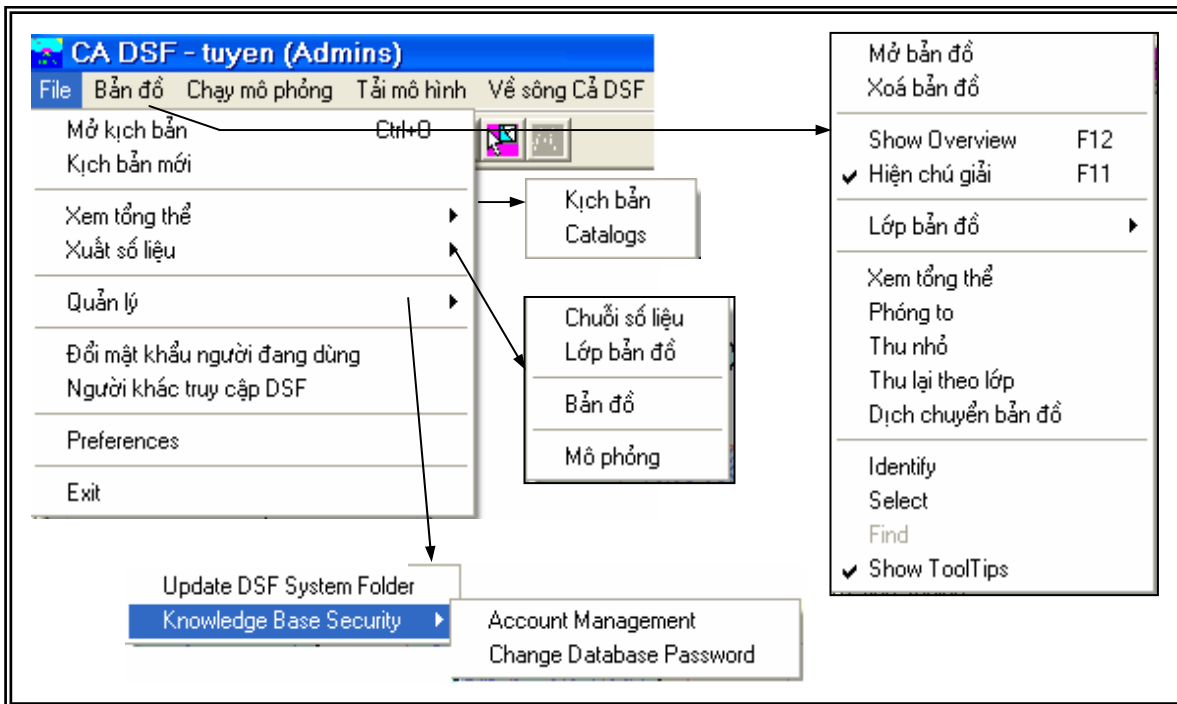 CA DSF - tuyen (Admins)
File Bản đồ Chạy mô phỏng Tải mô hình Về sông Cả DSF
Mở kịch bản Ctrl+O
Kịch bản mới
Xem tổng thể
Xuất số liệu
Quản lý
Đổi mật khẩu người đang dùng
Người khác truy cập DSF
Preferences
Exit
Kịch bản
Catalogs
Chuỗi số liệu
Lớp bản đồ
Bản đồ
Mô phỏng
Update DSF System Folder
Knowledge Base Security
Account Management
Change Database Password
Mở bản đồ
Xoá bản đồ
Show Overview F12
Hiện chú giải F11
Lớp bản đồ
Xem tổng thể
Phóng to
Thu nhỏ
Thu lại theo lớp
Dịch chuyển bản đồ
Identify
Select
Find
Show ToolTips